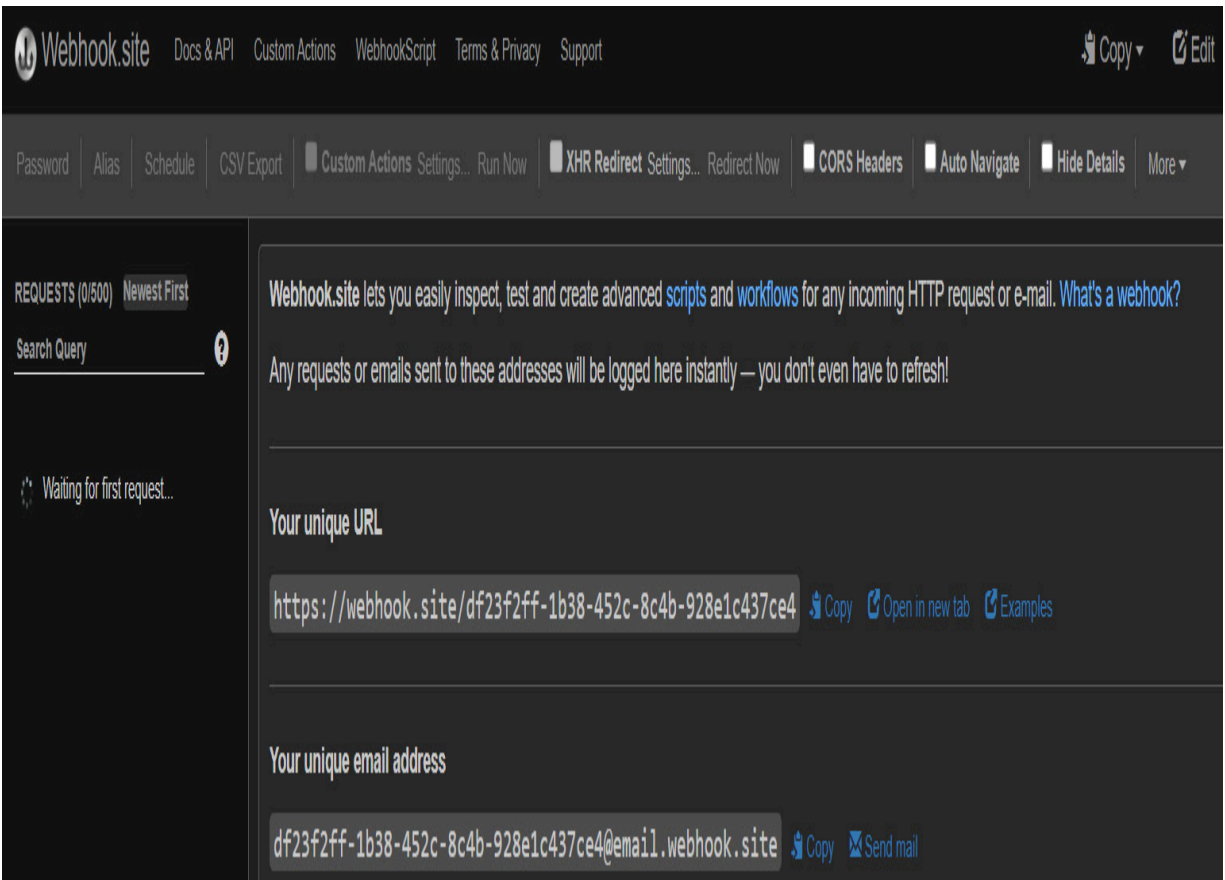 Webhook.site Docs & API Custom Actions WebhookScript Terms & Privacy Support Copy Edit
Password Alias Schedule CSV Export Custom Actions Settings... Run Now XHR Redirect Settings... Redirect Now CORS Headers Auto Navigate Hide Details More
REQUESTS (0/500) Newest First
Search Query ?
Waiting for first request...
Webhook.site lets you easily inspect, test and create advanced scripts and workflows for any incoming HTTP request or e-mail. What's a webhook?
Any requests or emails sent to these addresses will be logged here instantly — you don't even have to refresh!
Your unique URL
https://webhook.site/df23f2ff-1b38-452c-8c4b-928e1c437ce4 Copy Open in new tab Examples
Your unique email address
df23f2ff-1b38-452c-8c4b-928e1c437ce4@email.webhook.site Copy Send mail